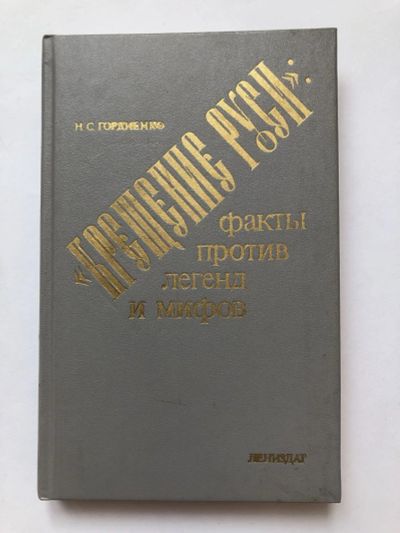 Н. С. ГОРДИЕНКО
«КРЕЩЕНИЕ РУСИ»:
факты
против
легенд
и мифов
ЛЕНИЗДАТ